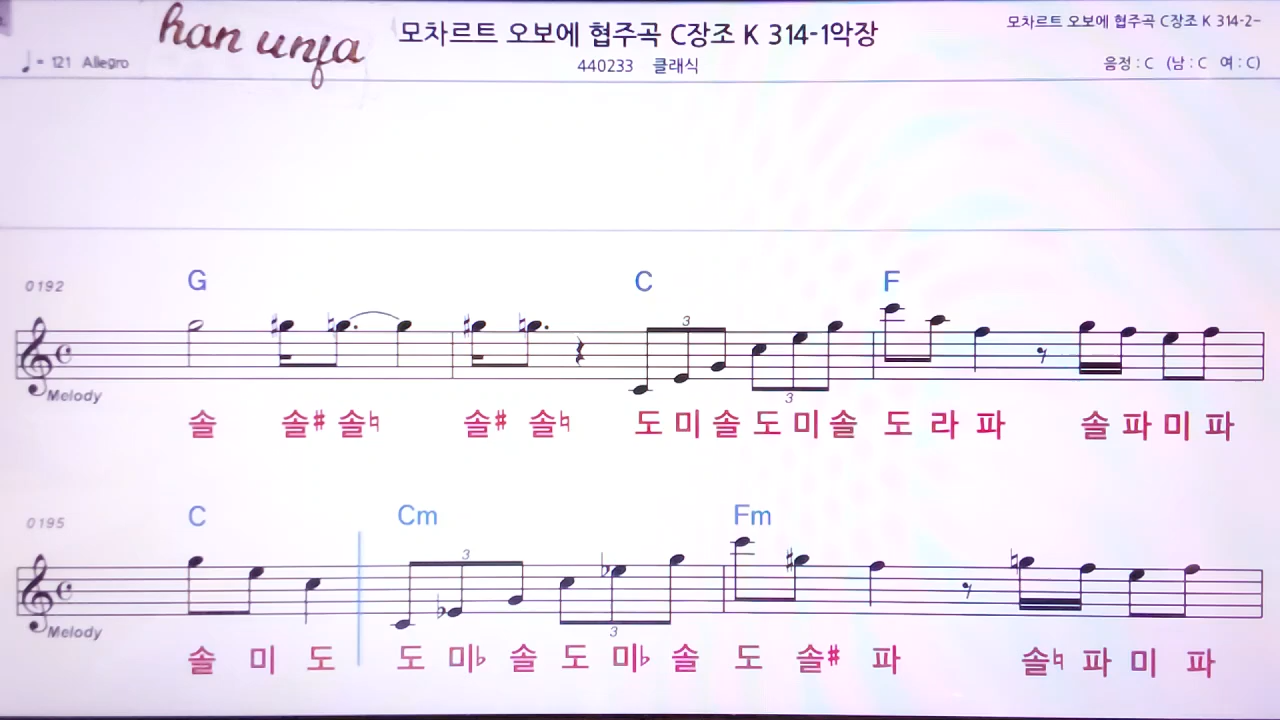 han unfa
모차르트 오보에 협주곡 C장조 K 314-1악장
모차르트 오보에 협주곡 C장조 K 314-2-
♩= 121 Allegro
440233 클래식
음정 : C (남 : C 여 : C)
0192
G C F
3
3
Melody
솔 솔# 솔♮ 솔# 솔♮ 도 미 솔 도 미 솔 도 라 파 솔 파 미 파
0195
C Cm Fm
3
3
Melody
솔 미 도 도 미♭ 솔 도 미♭ 솔 도 솔# 파 솔♮ 파 미 파